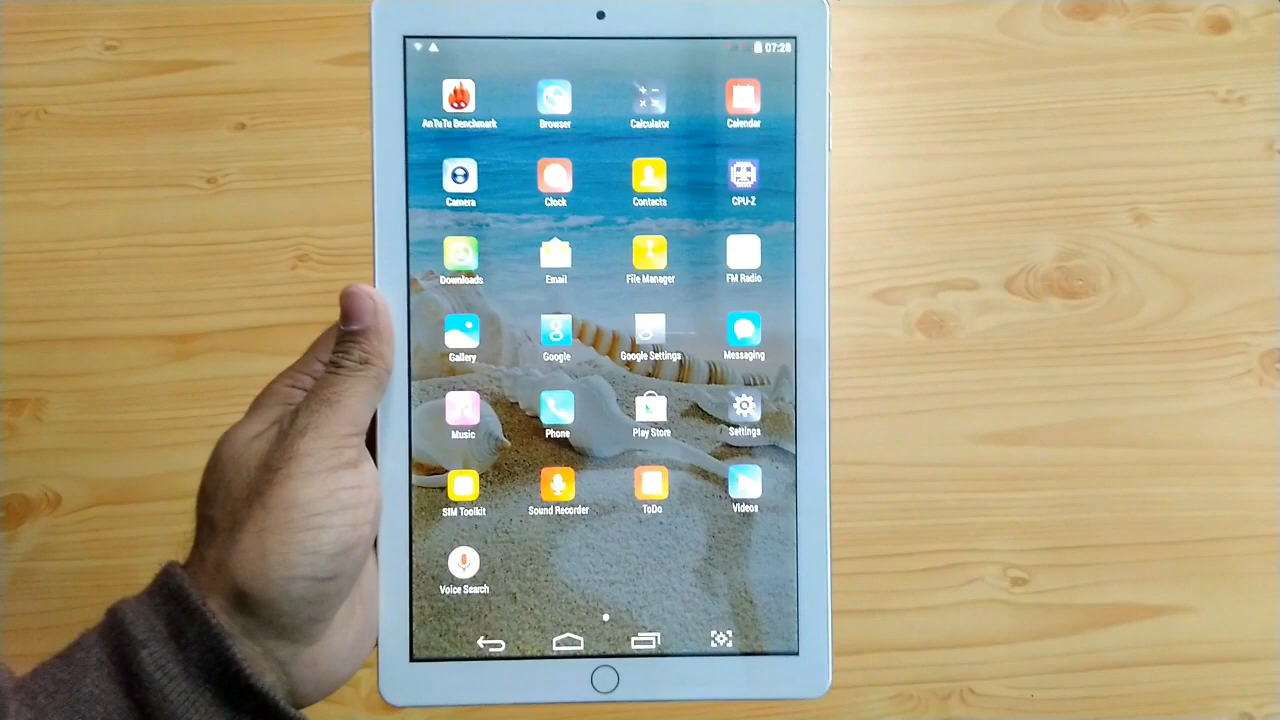 07:28
AnTuTu Benchmark
Browser
Calculator
Calendar
Camera
Clock
Contacts
CPU-Z
Downloads
Email
File Manager
FM Radio
Gallery
Google
Google Settings
Messaging
Music
Phone
Play Store
Settings
SIM Toolkit
Sound Recorder
ToDo
Videos
Voice Search